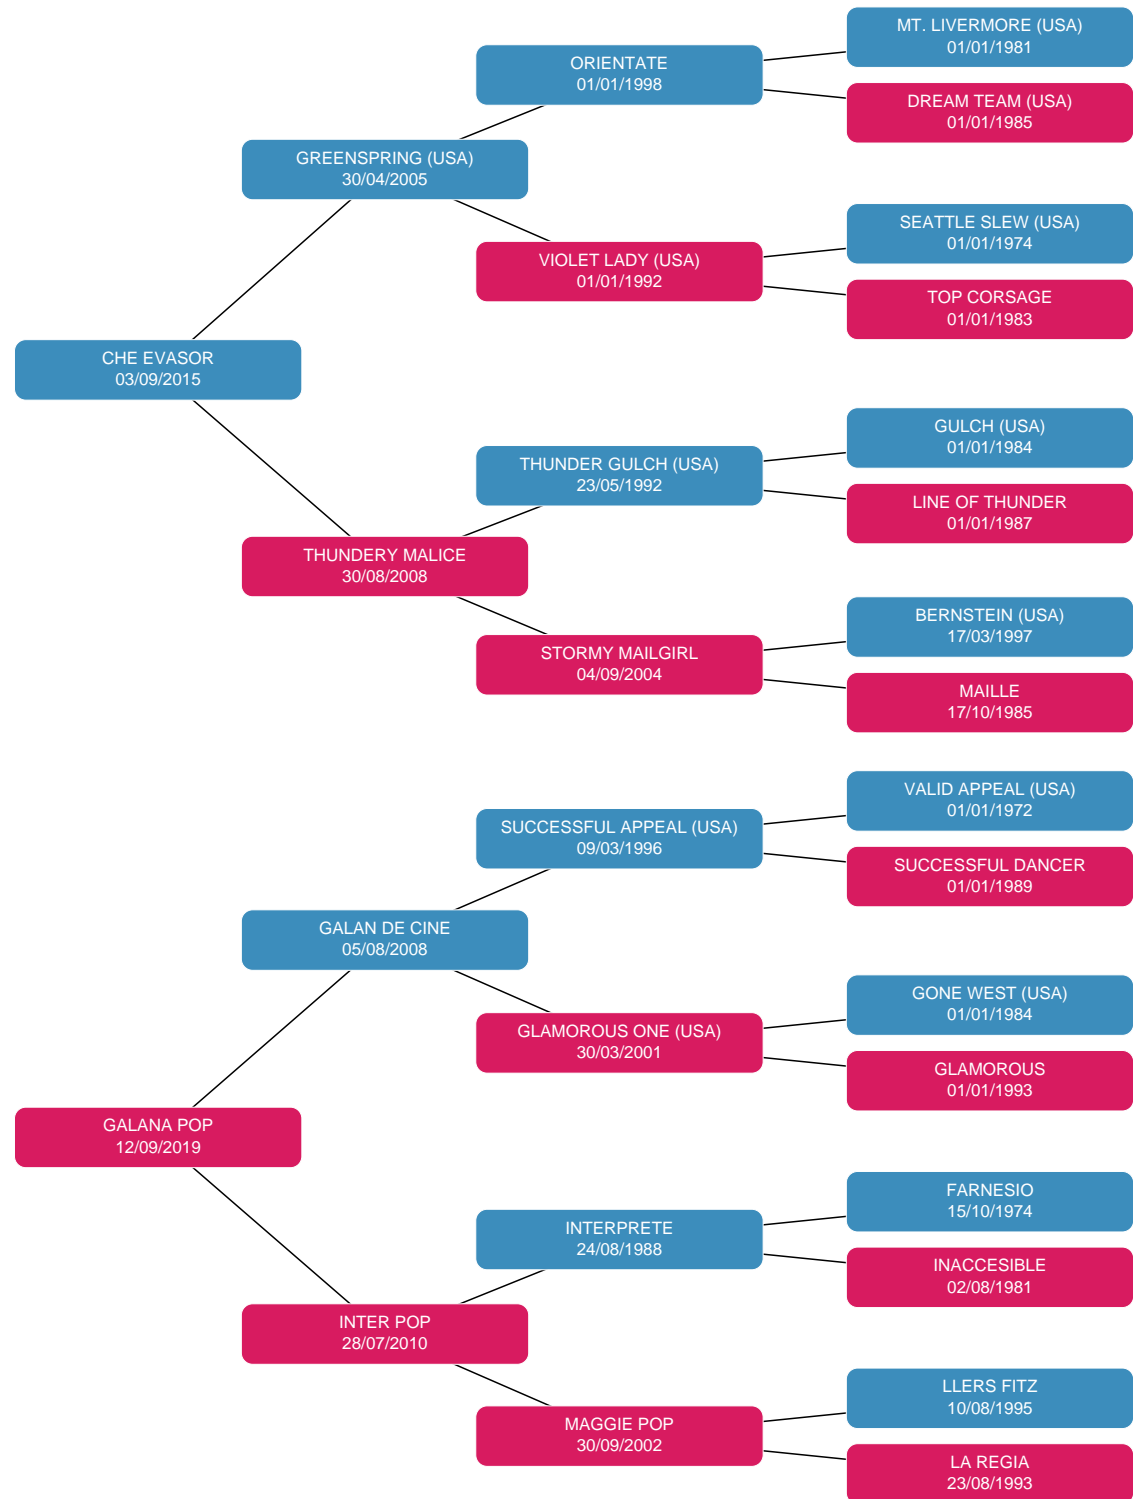 MT. LIVERMORE (USA)
01/01/1981
ORIENTATE
01/01/1998
DREAM TEAM (USA)
01/01/1985
GREENSPRING (USA)
30/04/2005
SEATTLE SLEW (USA)
01/01/1974
VIOLET LADY (USA)
01/01/1992
TOP CORSAGE
01/01/1983
CHE EVASOR
03/09/2015
GULCH (USA)
01/01/1984
THUNDER GULCH (USA)
23/05/1992
LINE OF THUNDER
01/01/1987
THUNDERY MALICE
30/08/2008
BERNSTEIN (USA)
17/03/1997
STORMY MAILGIRL
04/09/2004
MAILLE
17/10/1985
VALID APPEAL (USA)
01/01/1972
SUCCESSFUL APPEAL (USA)
09/03/1996
SUCCESSFUL DANCER
01/01/1989
GALAN DE CINE
05/08/2008
GONE WEST (USA)
01/01/1984
GLAMOROUS ONE (USA)
30/03/2001
GLAMOROUS
01/01/1993
GALANA POP
12/09/2019
FARNESIO
15/10/1974
INTERPRETE
24/08/1988
INACCESIBLE
02/08/1981
INTER POP
28/07/2010
LLERS FITZ
10/08/1995
MAGGIE POP
30/09/2002
LA REGIA
23/08/1993